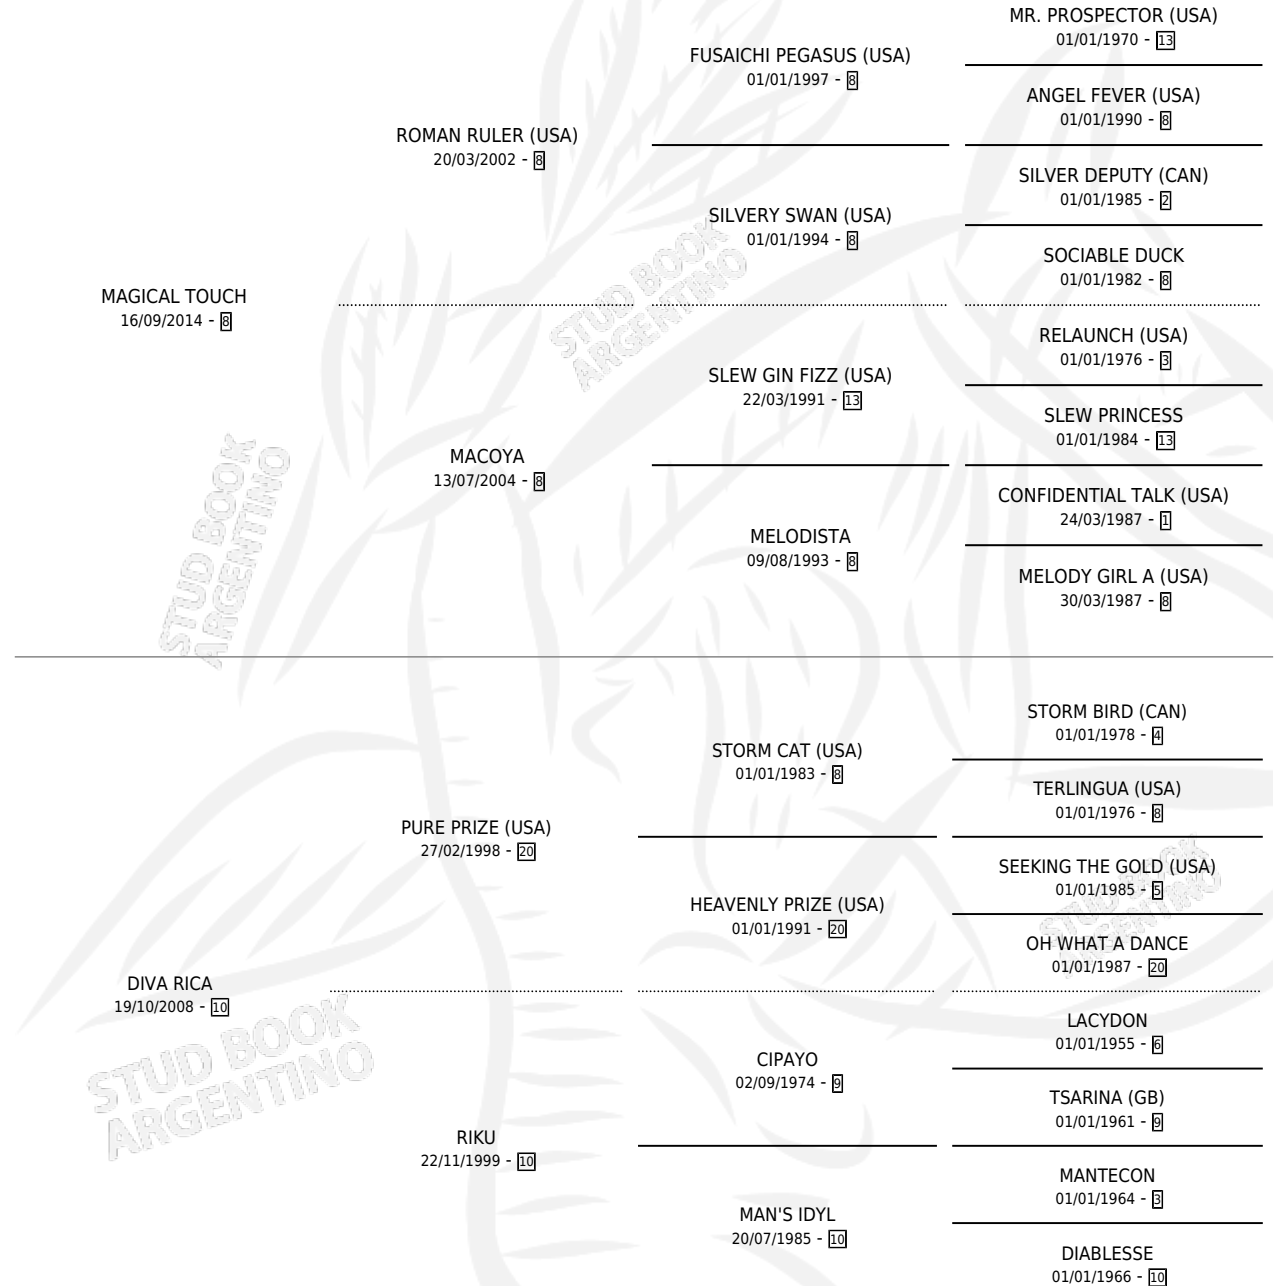 MR. PROSPECTOR (USA)
01/01/1970 - 13
FUSAICHI PEGASUS (USA)
01/01/1997 - 8
ANGEL FEVER (USA)
01/01/1990 - 8
ROMAN RULER (USA)
20/03/2002 - 8
SILVER DEPUTY (CAN)
01/01/1985 - 2
SILVERY SWAN (USA)
01/01/1994 - 8
SOCIABLE DUCK
01/01/1982 - 8
MAGICAL TOUCH
16/09/2014 - 8
STUD BOOK
ARGENTINO
RELAUNCH (USA)
01/01/1976 - 3
SLEW GIN FIZZ (USA)
22/03/1991 - 13
SLEW PRINCESS
01/01/1984 - 13
MACOYA
13/07/2004 - 8
CONFIDENTIAL TALK (USA)
24/03/1987 - 1
MELODISTA
09/08/1993 - 8
MELODY GIRL A (USA)
30/03/1987 - 8
STUD BOOK
ARGENTINO
STORM BIRD (CAN)
01/01/1978 - 4
STORM CAT (USA)
01/01/1983 - 8
TERLINGUA (USA)
01/01/1976 - 8
PURE PRIZE (USA)
27/02/1998 - 20
SEEKING THE GOLD (USA)
01/01/1985 - 5
HEAVENLY PRIZE (USA)
01/01/1991 - 20
STUD BOOK
ARGENTINO
OH WHAT A DANCE
01/01/1987 - 20
DIVA RICA
19/10/2008 - 10
STUD BOOK
ARGENTINO
LACYDON
01/01/1955 - 6
CIPAYO
02/09/1974 - 9
TSARINA (GB)
01/01/1961 - 9
RIKU
22/11/1999 - 10
MANTECON
01/01/1964 - 3
MAN'S IDYL
20/07/1985 - 10
DIABLESSE
01/01/1966 - 10